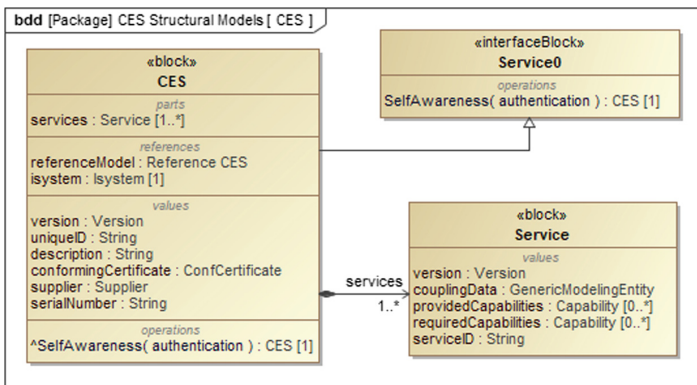 bdd [Package] CES Structural Models [ CES ]
«block»
CES
parts
services : Service [1..*]
references
referenceModel : Reference CES
isystem : Isystem [1]
values
version : Version
uniqueID : String
description : String
conformingCertificate : ConfCertificate
supplier : Supplier
serialNumber : String
operations
^SelfAwareness( authentication ) : CES [1]
«interfaceBlock»
Service0
operations
SelfAwareness( authentication ) : CES [1]
services
1..*
«block»
Service
values
version : Version
couplingData : GenericModelingEntity
providedCapabilities : Capability [0..*]
requiredCapabilities : Capability [0..*]
serviceID : String